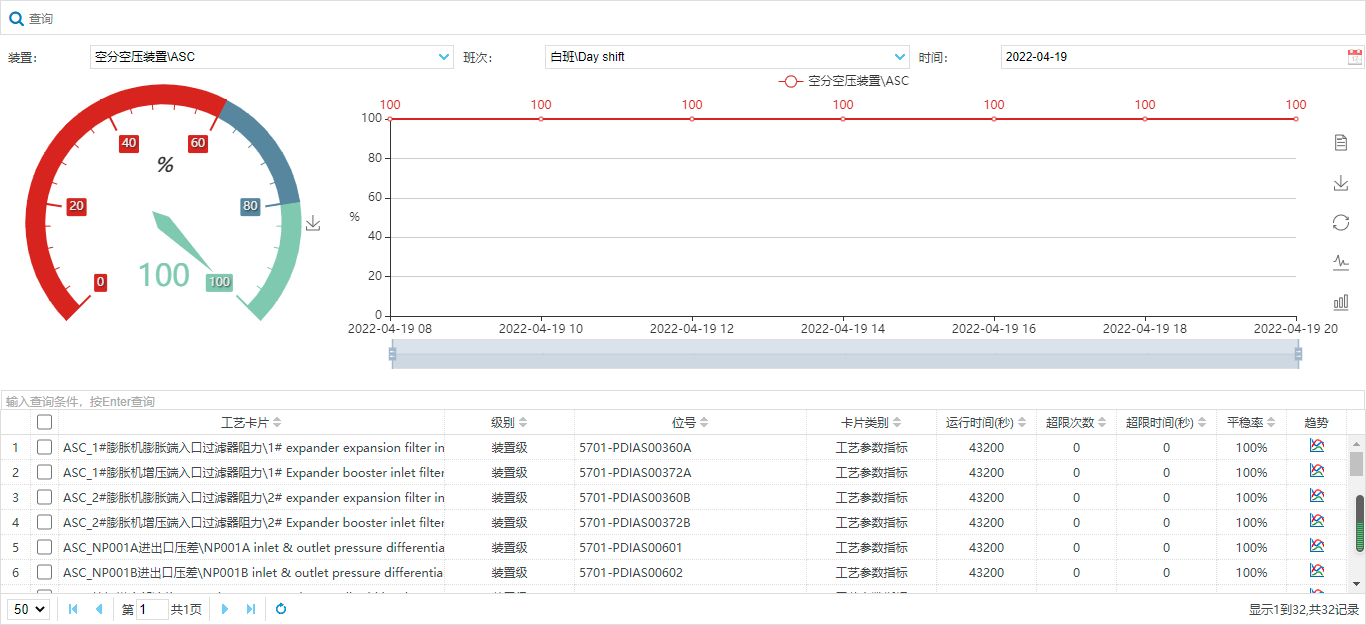 查询
装置： 空分空压装置\ASC 班次： 白班\Day shift 时间： 2022-04-19
空分空压装置\ASC
%
0 20 40 60 80 100
100
100 100 100 100 100 100 100
100
80
60
%
40
20
0
2022-04-19 08 2022-04-19 10 2022-04-19 12 2022-04-19 14 2022-04-19 16 2022-04-19 18 2022-04-19 20
输入查询条件，按Enter查询
工艺卡片 级别 位号 卡片类别 运行时间(秒) 超限次数 超限时间(秒) 平稳率 趋势
1 ASC_1#膨胀机膨胀端入口过滤器阻力\1# expander expansion filter in 装置级 5701-PDIAS00360A 工艺参数指标 43200 0 0 100%
2 ASC_1#膨胀机增压端入口过滤器阻力\1# Expander booster inlet filter 装置级 5701-PDIAS00372A 工艺参数指标 43200 0 0 100%
3 ASC_2#膨胀机膨胀端入口过滤器阻力\2# expander expansion filter in 装置级 5701-PDIAS00360B 工艺参数指标 43200 0 0 100%
4 ASC_2#膨胀机增压端入口过滤器阻力\2# Expander booster inlet filter 装置级 5701-PDIAS00372B 工艺参数指标 43200 0 0 100%
5 ASC_NP001A进出口压差\NP001A inlet & outlet pressure differentia 装置级 5701-PDIAS00601 工艺参数指标 43200 0 0 100%
6 ASC_NP001B进出口压差\NP001B inlet & outlet pressure differentia 装置级 5701-PDIAS00602 工艺参数指标 43200 0 0 100%
50 第 1 共1页 显示1到32,共32记录